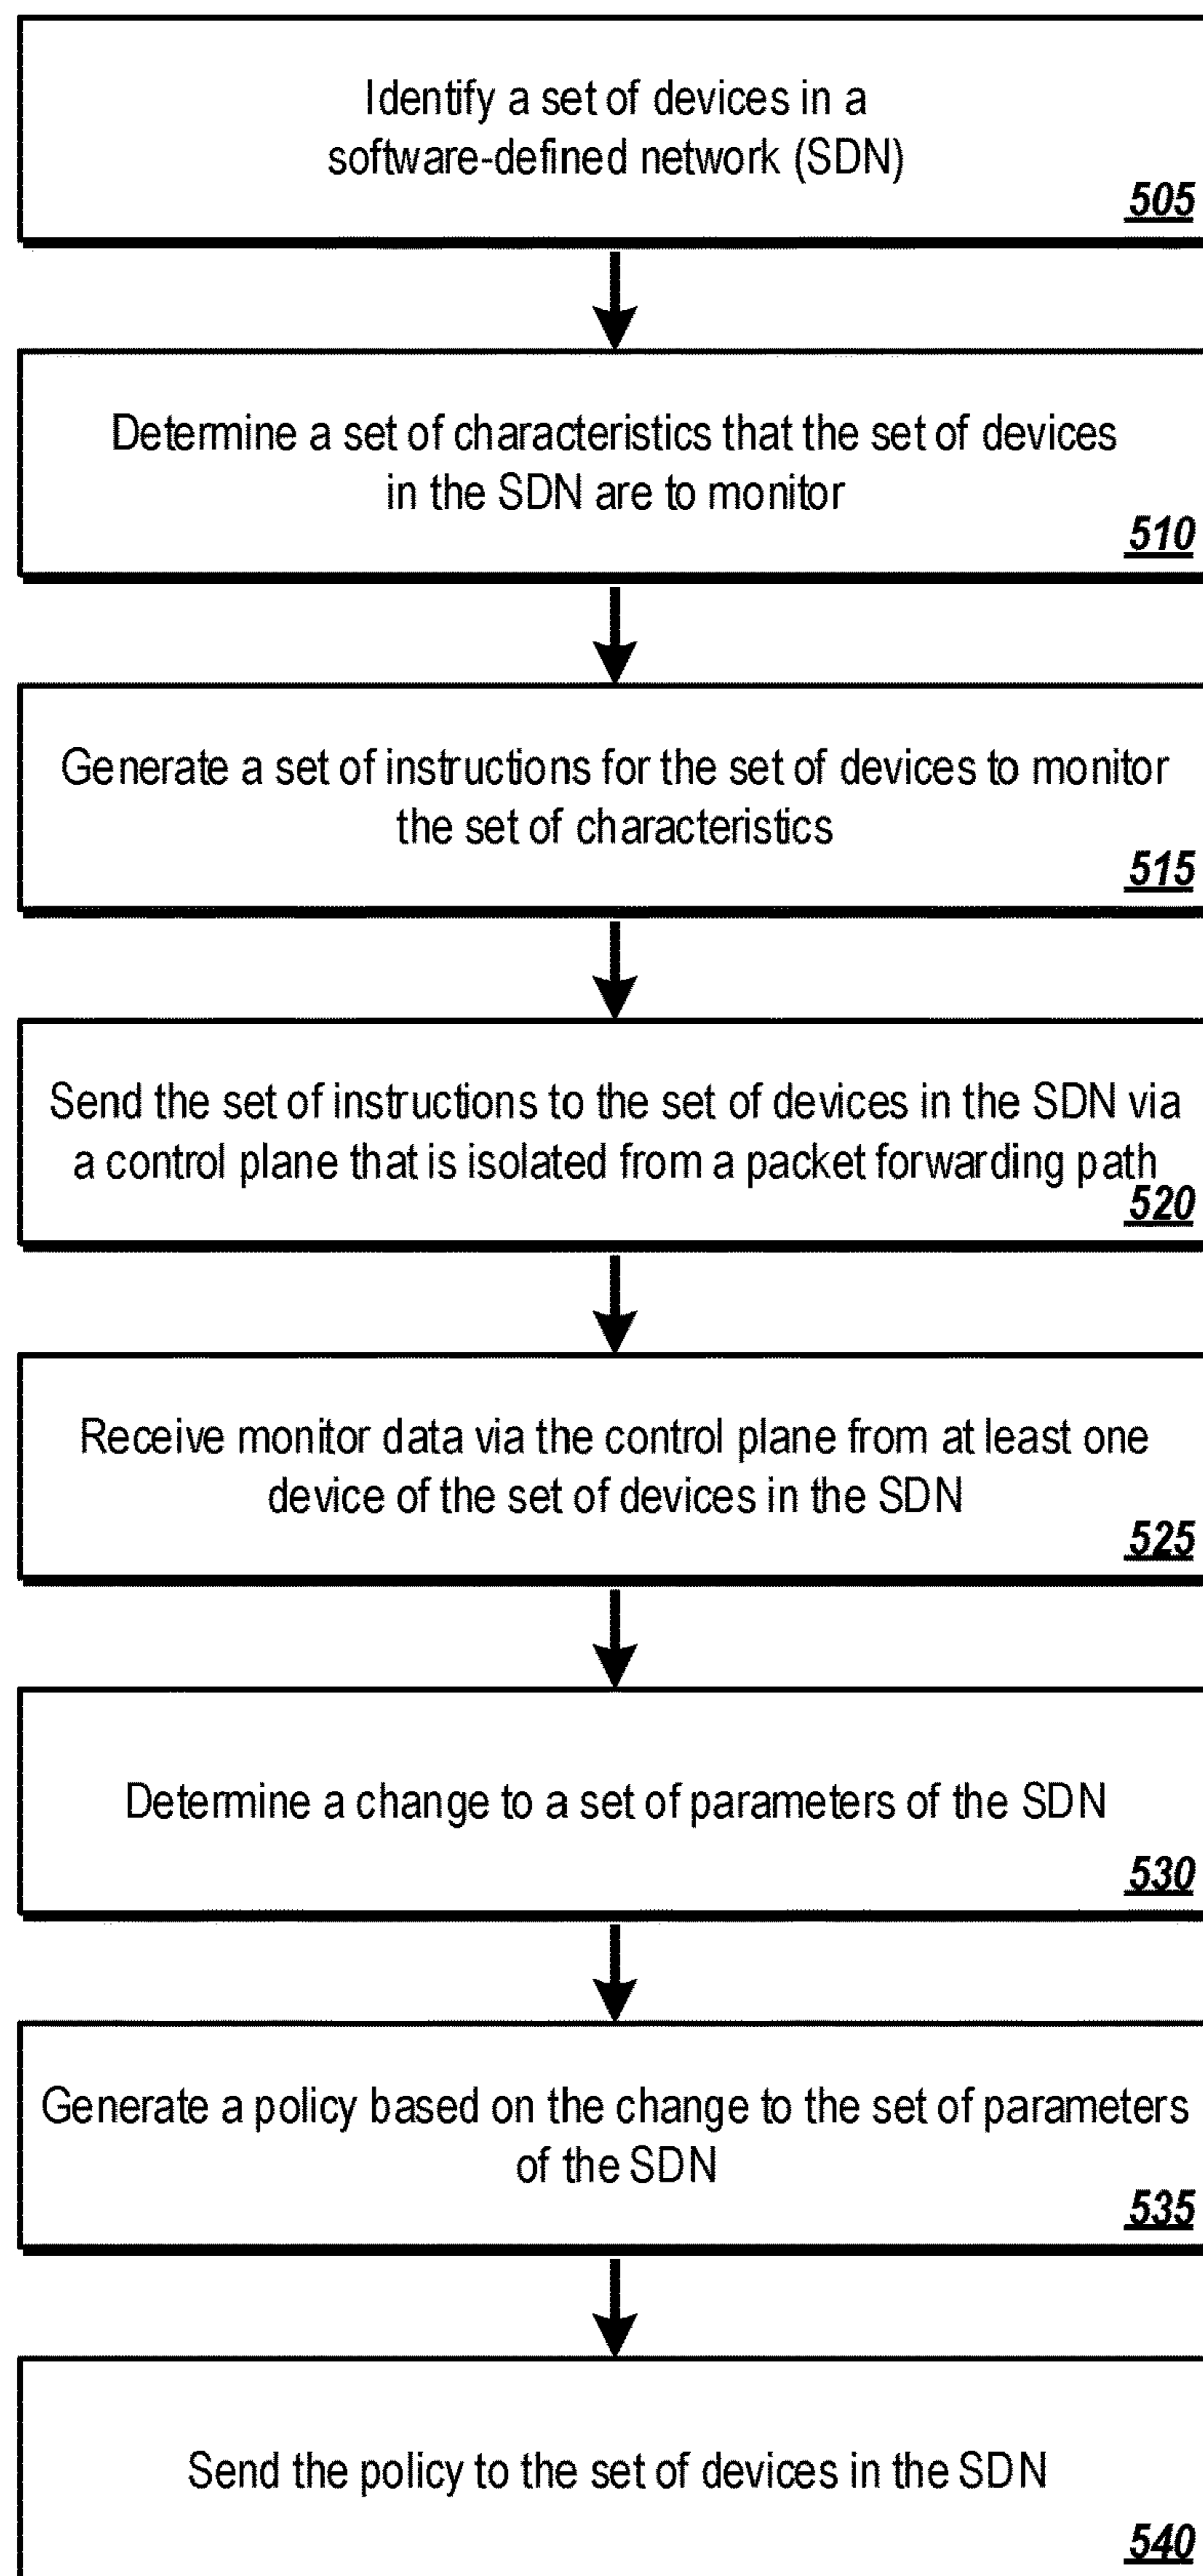 Identify a set of devices in a
software-defined network (SDN)
505
Determine a set of characteristics that the set of devices
in the SDN are to monitor
510
Generate a set of instructions for the set of devices to monitor
the set of characteristics
515
Send the set of instructions to the set of devices in the SDN via
a control plane that is isolated from a packet forwarding path
520
Receive monitor data via the control plane from at least one
device of the set of devices in the SDN
525
Determine a change to a set of parameters of the SDN
530
Generate a policy based on the change to the set of parameters
of the SDN
535
Send the policy to the set of devices in the SDN
540